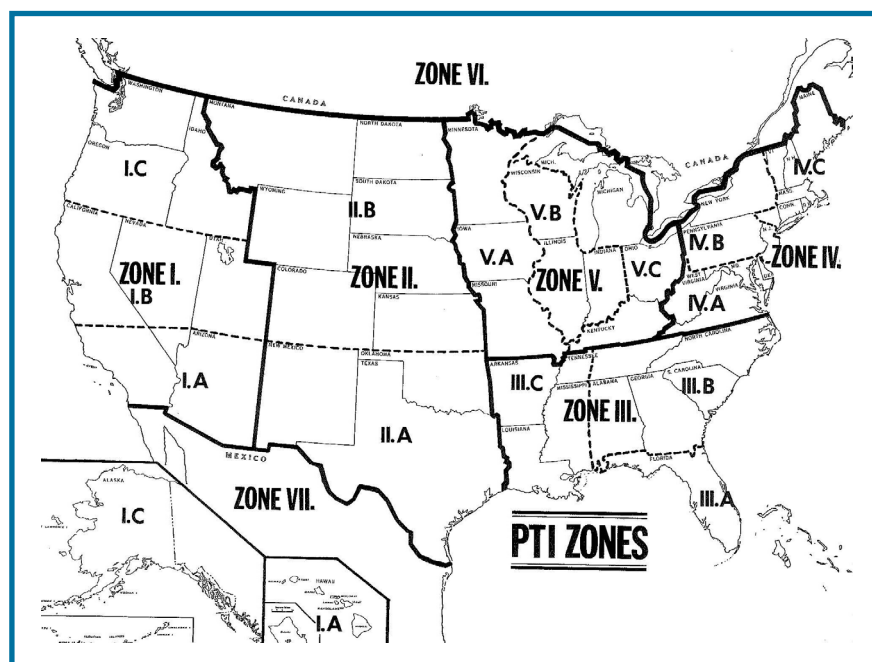 ZONE VI.
CANADA
WASHINGTON
MONTANA
NORTH DAKOTA
MINNESOTA
MAINE
IDAHO
OREGON
I.C
MICH.
CANADA
IV.C
WISCONSIN
SOUTH DAKOTA
MICHIGAN
WYOMING
NEW YORK
MASS.
CONN.
II.B
V.B
CALIFORNIA
NEVADA
UTAH
IOWA
NEBRASKA
ILLINOIS
INDIANA
OHIO
PENNSYLVANIA
IV.B
ZONE I.
I.B
COLORADO
ZONE II.
V.A
ZONE V.
V.C
ZONE IV.
WEST VIRGINIA
VIRGINIA
MISSOURI
KANSAS
IV.A
KENTUCKY
ARIZONA
NEW MEXICO
OKLAHOMA
TEXAS
ARKANSAS
TENNESSEE
NORTH CAROLINA
I.A
III.C
MISSISSIPPI
ALABAMA
GEORGIA
S. CAROLINA
III.B
ZONE III.
II.A
LOUISIANA
MEXICO
FLORIDA
ZONE VII.
ALASKA
I.C
III.A
PTI ZONES
HAWAII
I.A